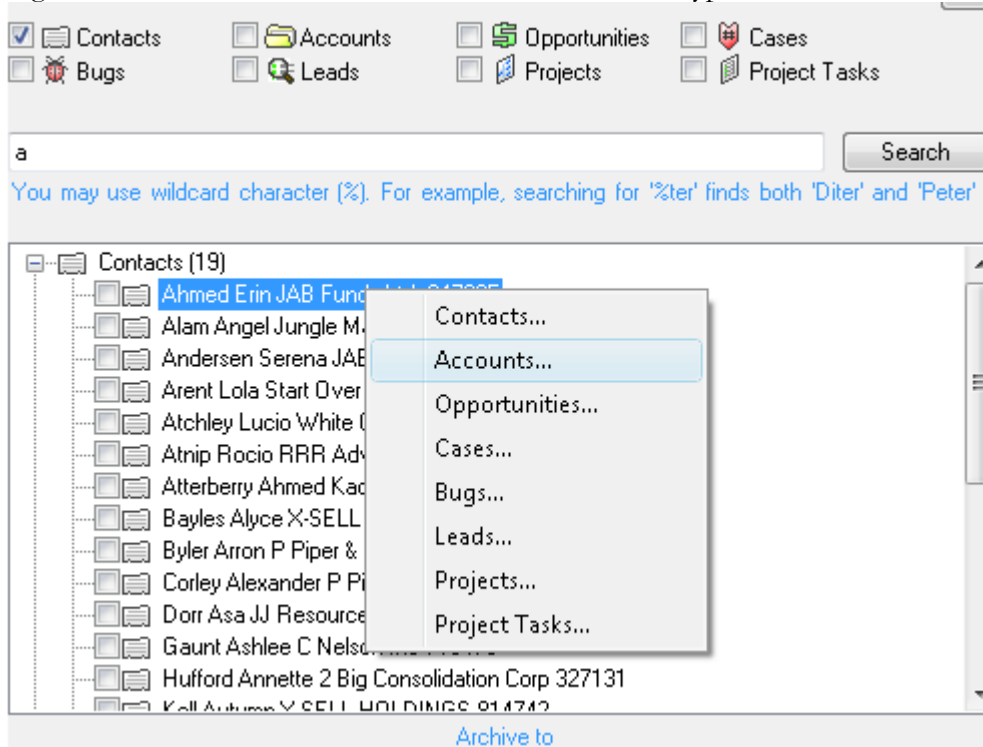 Contacts Accounts Opportunities Cases
Bugs Leads Projects Project Tasks
a Search
You may use wildcard character (%). For example, searching for '%ter' finds both 'Diter' and 'Peter'
Contacts (19)
Ahmed Erin JAB
Alam Angel Jungle
Andersen Serena JAB
Arent Lola Start Over
Atchley Lucio White
Atnip Rocio RRR
Atterberry Ahmed
Bayles Alyce X-SELL
Byler Arron P Piper &
Corley Alexander P
Dorr Asa JJ
Gaunt Ashlee C
Hufford Annette 2 Big Consolidation Corp 327131
Contacts...
Accounts...
Opportunities...
Cases...
Bugs...
Leads...
Projects...
Project Tasks...
Archive to